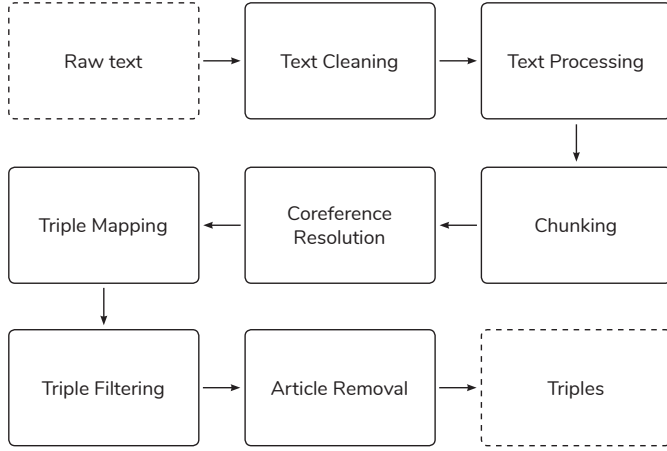 Raw text
Text Cleaning
Text Processing
Triple Mapping
Coreference
Resolution
Chunking
Triple Filtering
Article Removal
Triples